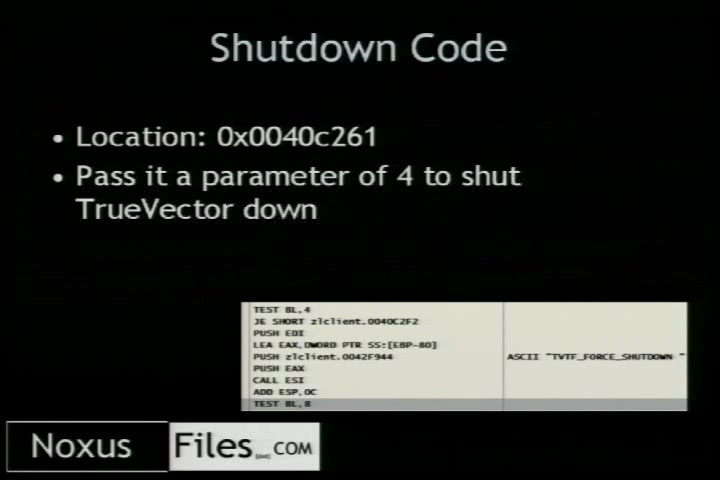 Shutdown Code
• Location: 0x0040c261
• Pass it a parameter of 4 to shut
TrueVector down
TEST BL,4
JE SHORT zlclient.0040C2F2
PUSH EDI
LEA EAX,DWORD PTR SS:[EBP-80]
PUSH zlclient.0042F944 ASCII "TVTF_FORCE_SHUTDOWN "
PUSH EAX
CALL ESI
ADD ESP,0C
TEST BL,8
Noxus Files [dot] COM